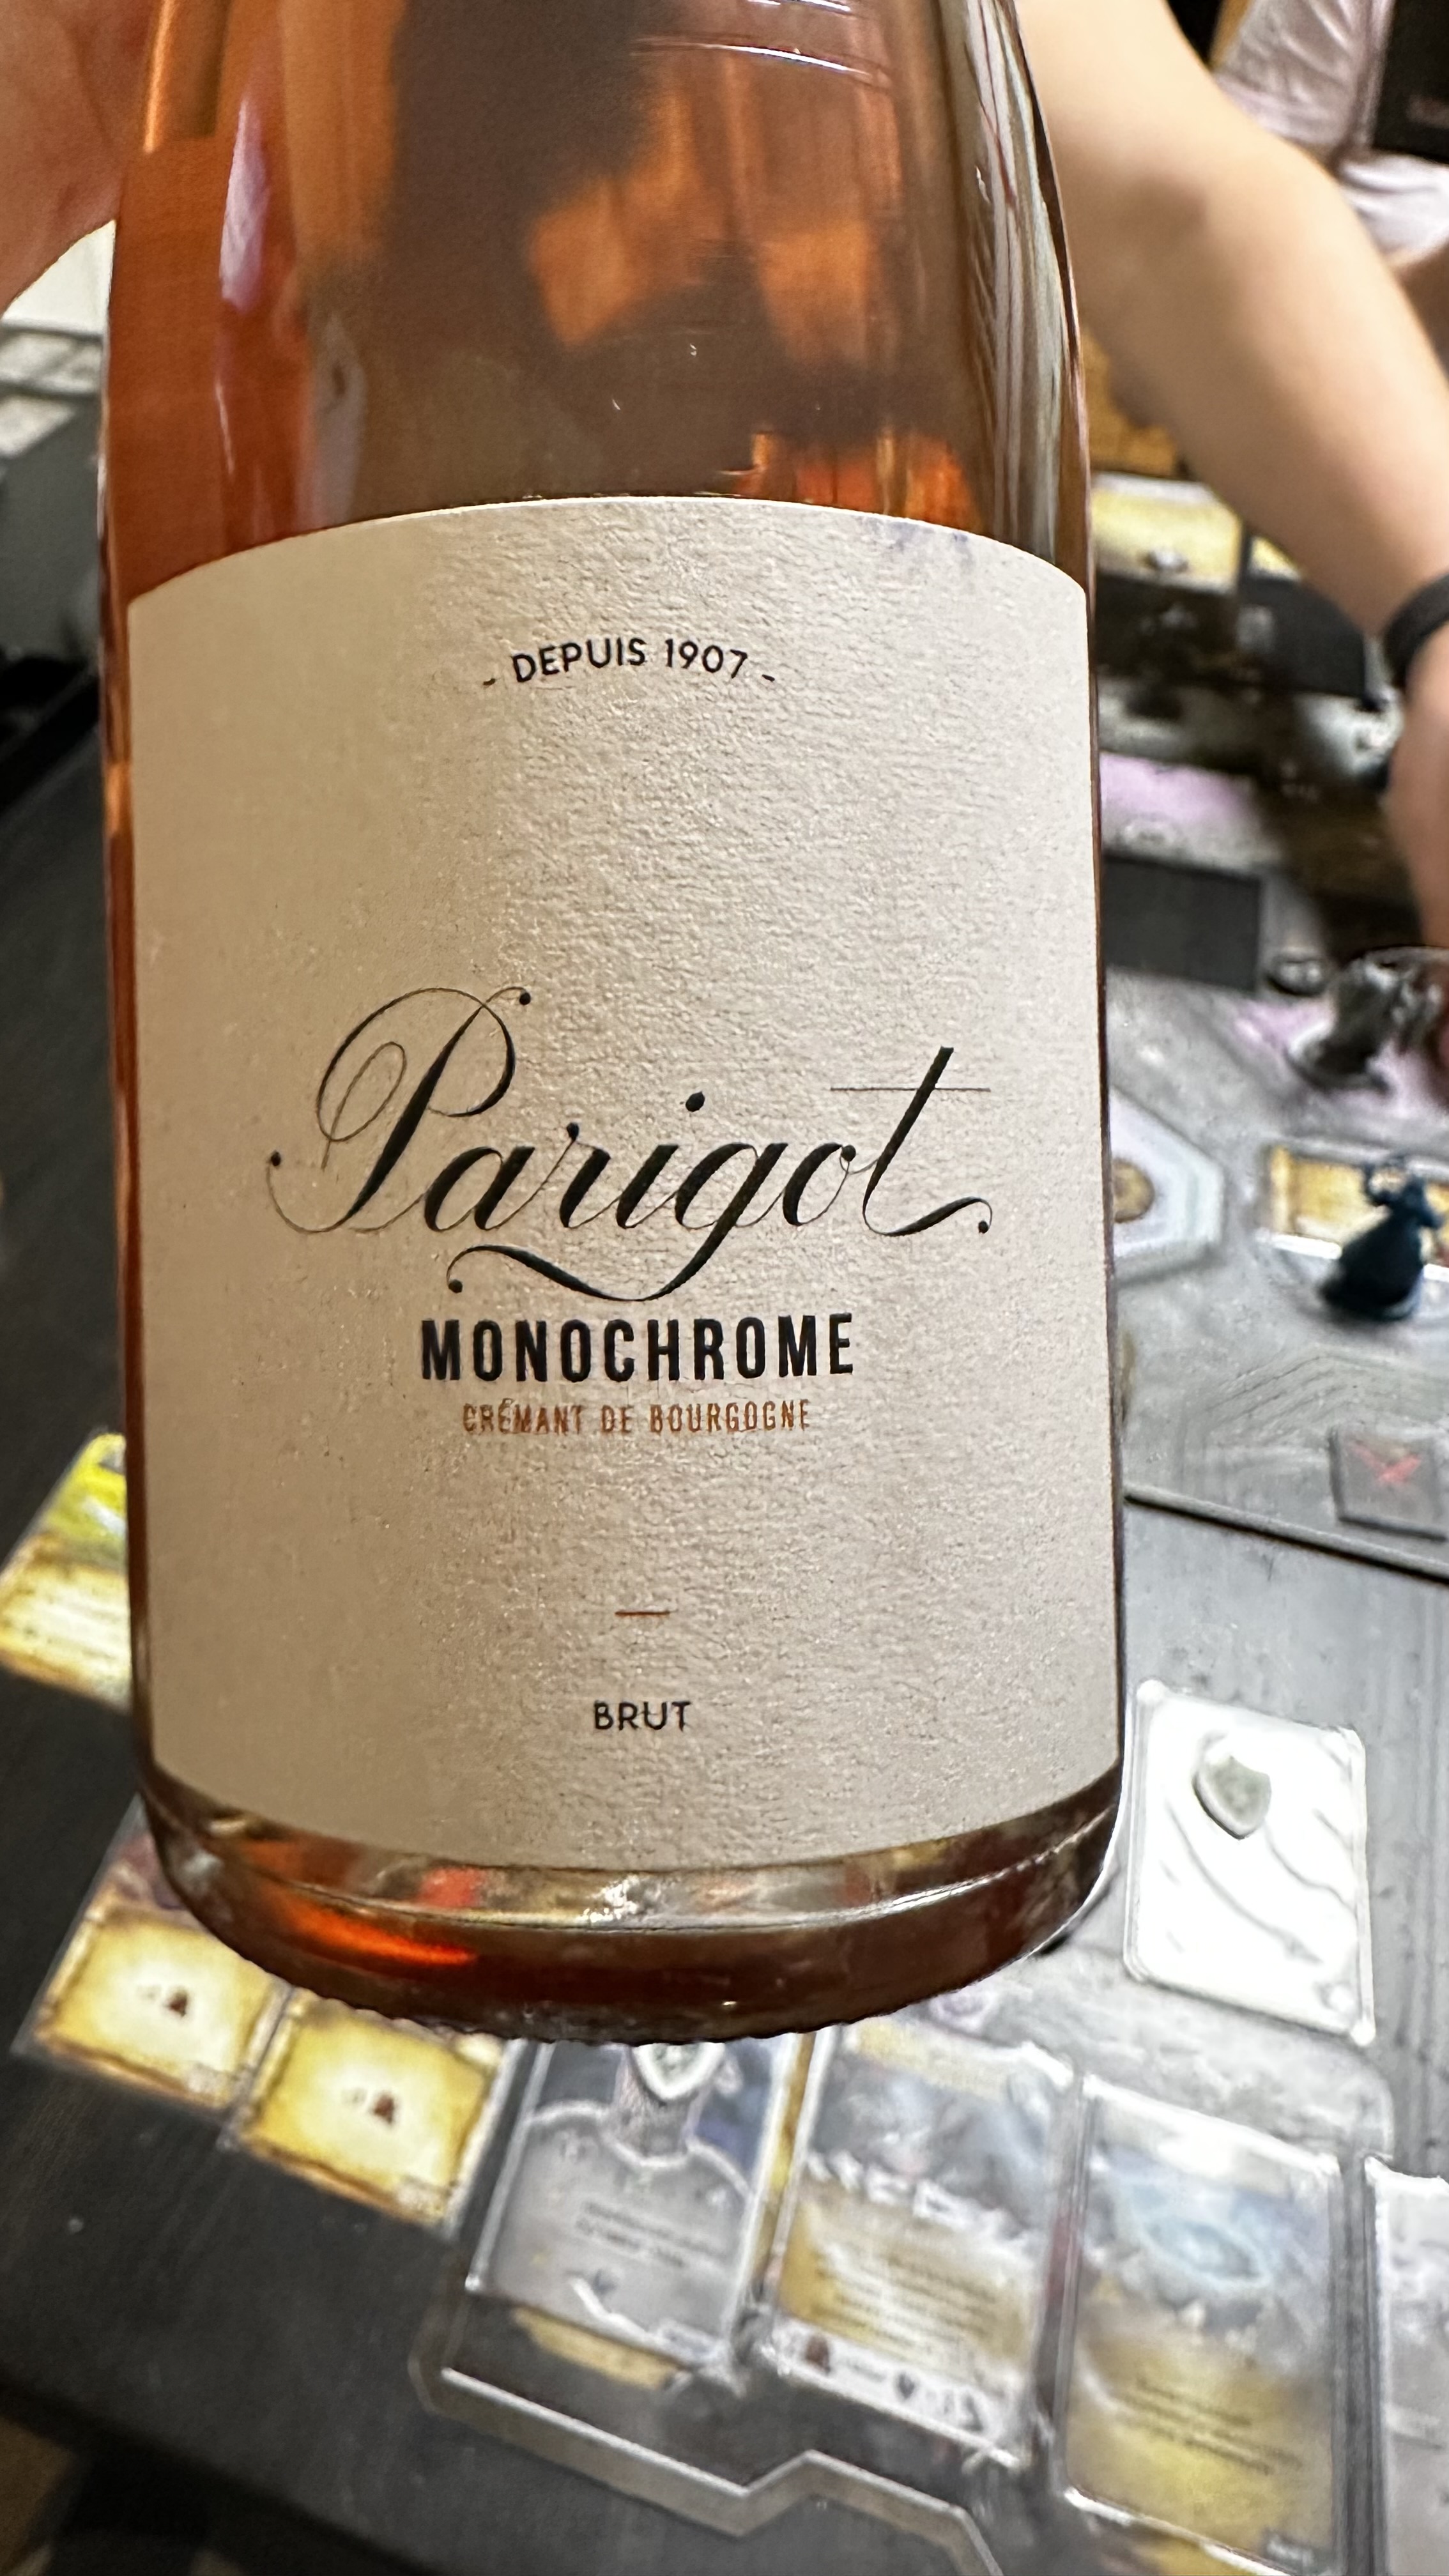 - DEPUIS 1907 -
Parigot
MONOCHROME
CRÉMANT DE BOURGOGNE
BRUT